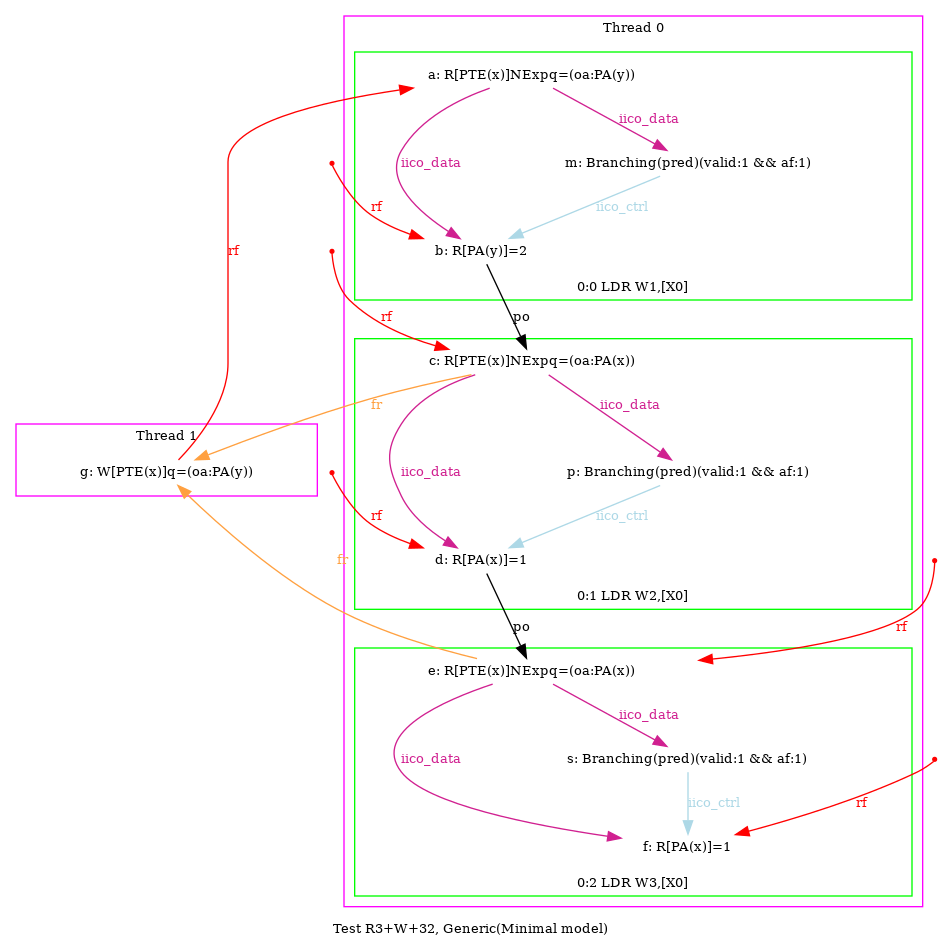 Thread 0
a: R[PTE(x)]NExpq=(oa:PA(y))
iico_data
iico_data
m: Branching(pred)(valid:1 && af:1)
rf
iico_ctrl
rf
b: R[PA(y)]=2
0:0 LDR W1,[X0]
rf
po
c: R[PTE(x)]NExpq=(oa:PA(x))
fr
iico_data
Thread 1
g: W[PTE(x)]q=(oa:PA(y))
iico_data
p: Branching(pred)(valid:1 && af:1)
rf
iico_ctrl
fr
d: R[PA(x)]=1
0:1 LDR W2,[X0]
po
rf
e: R[PTE(x)]NExpq=(oa:PA(x))
iico_data
iico_data
s: Branching(pred)(valid:1 && af:1)
iico_ctrl
rf
f: R[PA(x)]=1
0:2 LDR W3,[X0]
Test R3+W+32, Generic(Minimal model)